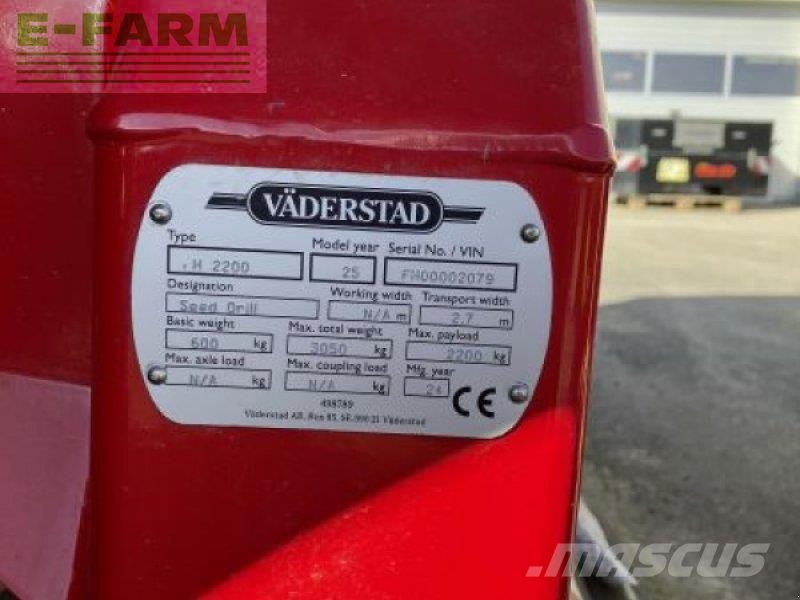 E-FARM
VÄDERSTAD
Type
Model year
Serial No. / VIN
H 2200
25
FH00002079
Designation
Working width
Transport width
Seed Drill
N/A m
2.7 m
Basic weight
Max. total weight
Max. payload
600 kg
3050 kg
2200 kg
Max. axle load
Max. coupling load
Mfg. year
N/A kg
N/A kg
24
CE
498789
Väderstad AB, Box 85, SE-590 21 Väderstad
mascus